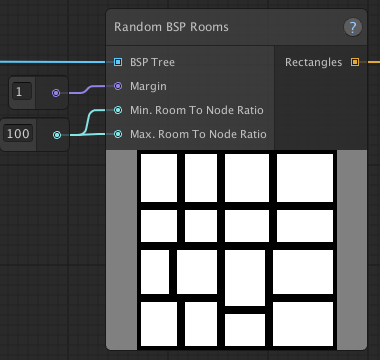 Random BSP Rooms ?
BSP Tree Rectangles
1 Margin
Min. Room To Node Ratio
100 Max. Room To Node Ratio